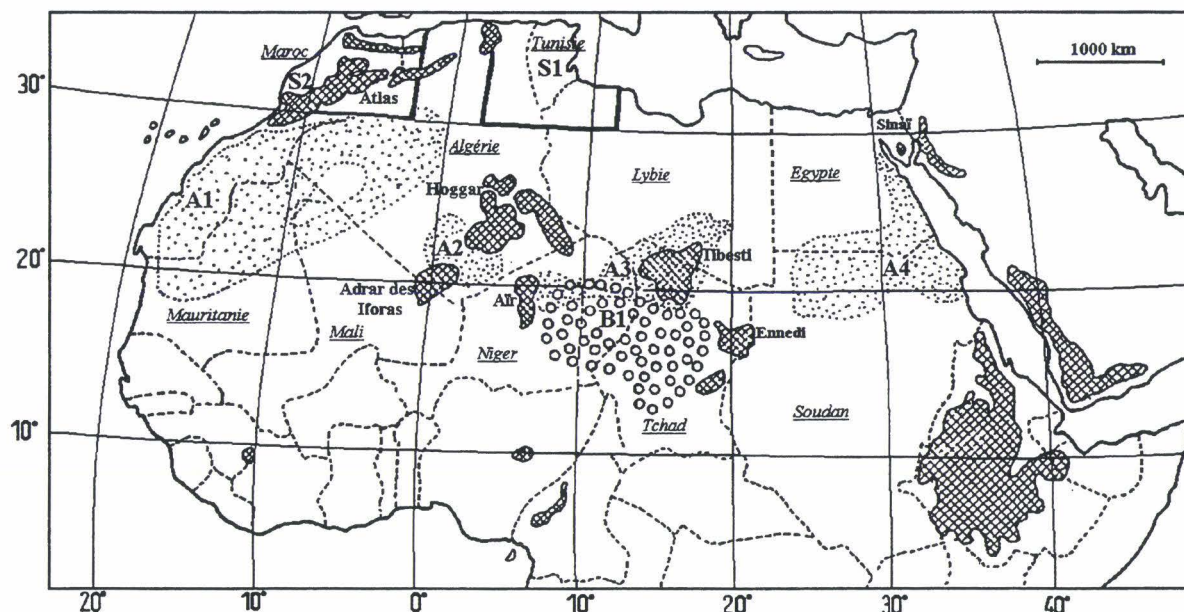 Maroc
Tunisie
1000 km
S2
S1
30°
Atlas
Sinaï
Algérie
Lybie
Egypte
Hoggar
A1
A2
A3
Tibesti
A4
20°
Adrar des
Iforas
Aïr
B1
Mauritanie
Mali
Niger
Ennedi
Tchad
Soudan
10°
20°
10°
0°
10°
20°
30°
40°